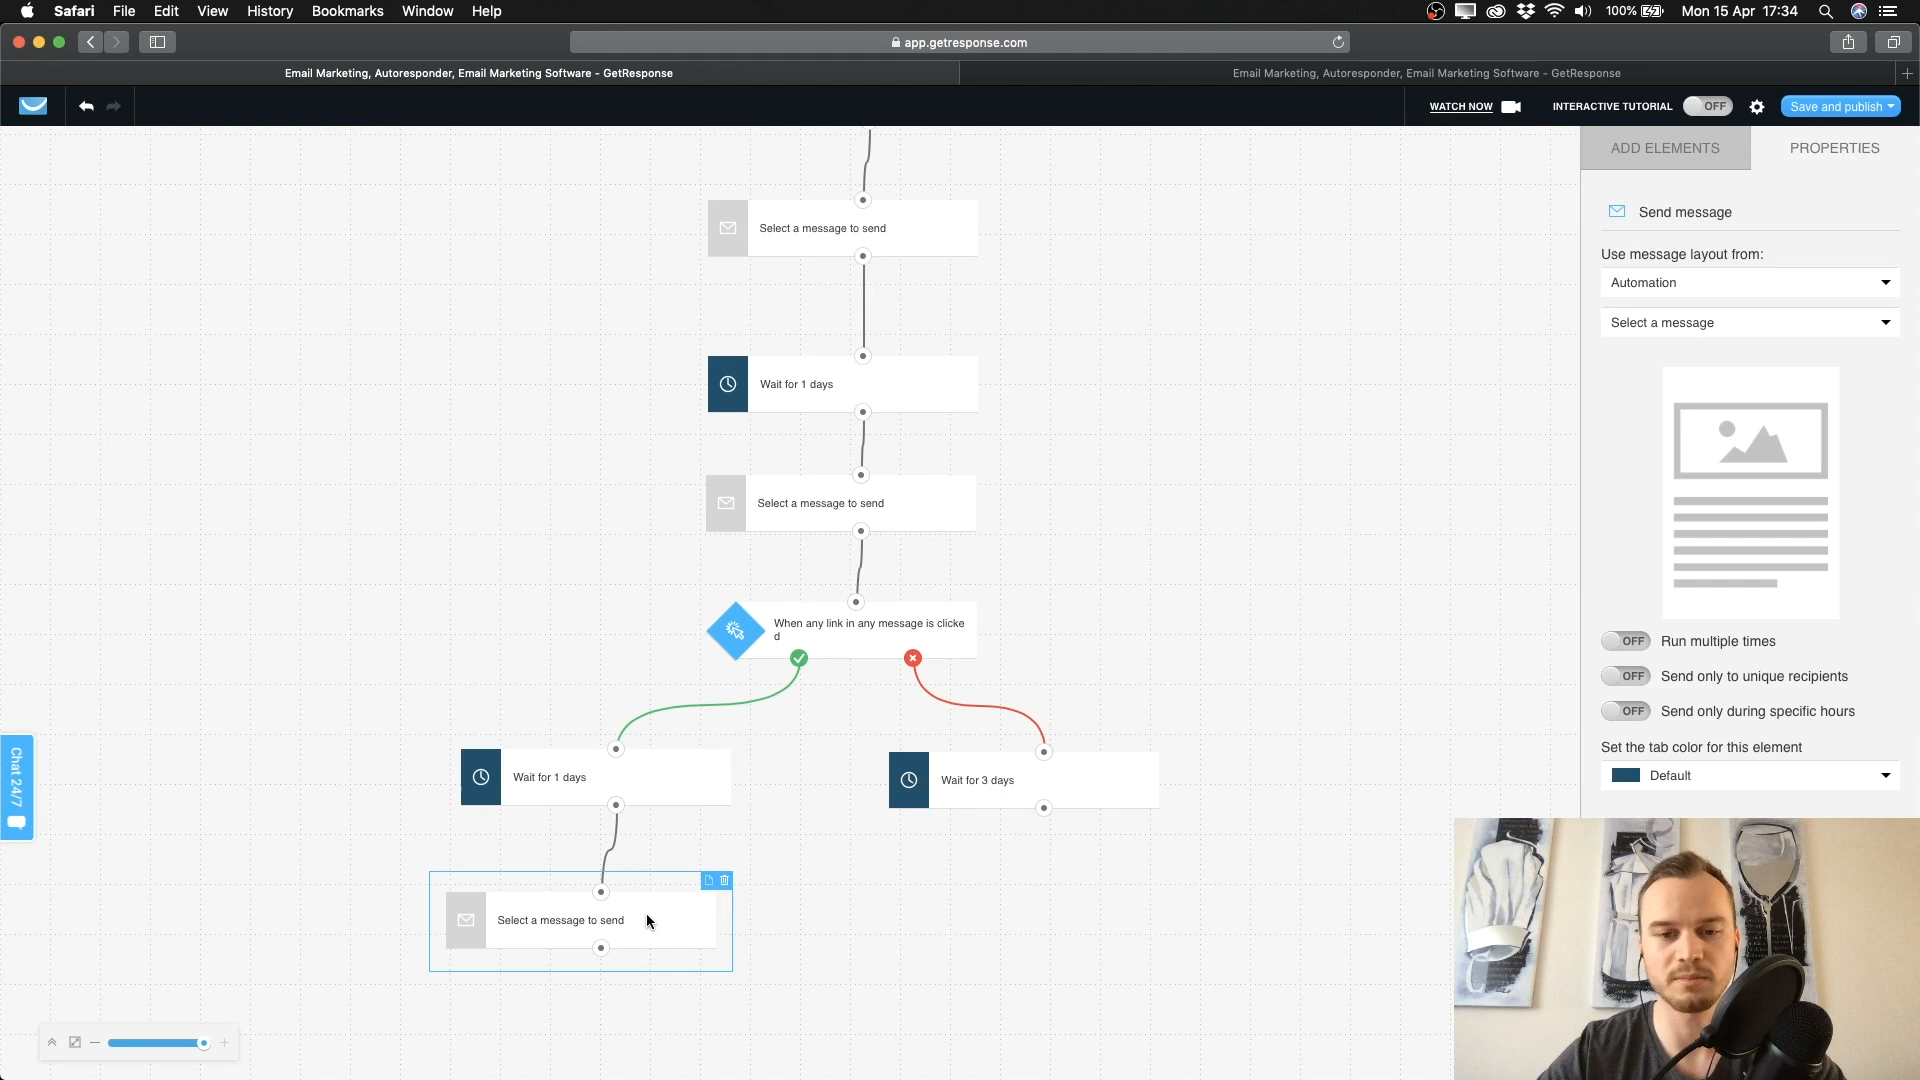 Safari File Edit View History Bookmarks Window Help
100% Mon 15 Apr 17:34
app.getresponse.com
Email Marketing, Autoresponder, Email Marketing Software - GetResponse
Email Marketing, Autoresponder, Email Marketing Software - GetResponse
WATCH NOW
INTERACTIVE TUTORIAL OFF
Save and publish
ADD ELEMENTS
PROPERTIES
Send message
Use message layout from:
Automation
Select a message
OFF Run multiple times
OFF Send only to unique recipients
OFF Send only during specific hours
Set the tab color for this element
Default
Select a message to send
Wait for 1 days
Select a message to send
When any link in any message is clicke
d
Wait for 1 days
Wait for 3 days
Select a message to send
Chat 24/7